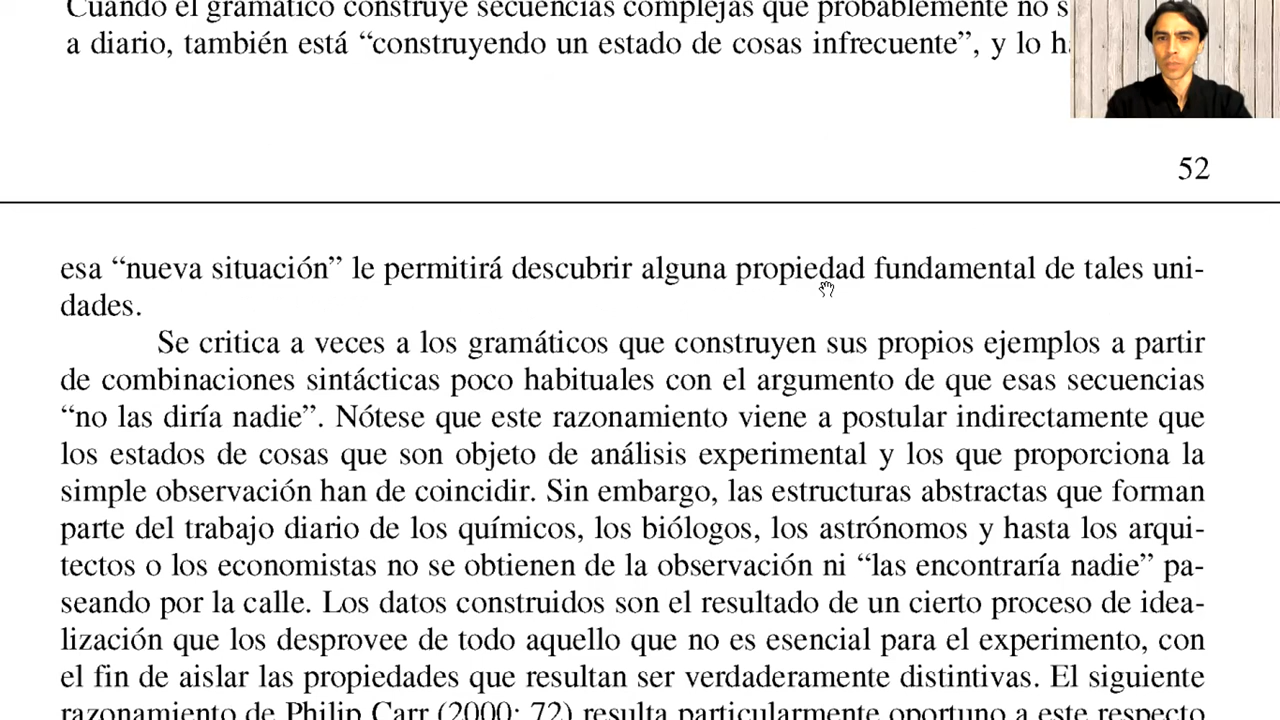 Cuando el gramático construye secuencias complejas que probablemente no
a diario, también está “construyendo un estado de cosas infrecuente”, y lo
52
esa “nueva situación” le permitirá descubrir alguna propiedad fundamental de tales uni-
dades.
Se critica a veces a los gramáticos que construyen sus propios ejemplos a partir
de combinaciones sintácticas poco habituales con el argumento de que esas secuencias
“no las diría nadie”. Nótese que este razonamiento viene a postular indirectamente que
los estados de cosas que son objeto de análisis experimental y los que proporciona la
simple observación han de coincidir. Sin embargo, las estructuras abstractas que forman
parte del trabajo diario de los químicos, los biólogos, los astrónomos y hasta los arqui-
tectos o los economistas no se obtienen de la observación ni “las encontraría nadie” pa-
seando por la calle. Los datos construidos son el resultado de un cierto proceso de idea-
lización que los desprovee de todo aquello que no es esencial para el experimento, con
el fin de aislar las propiedades que resultan ser verdaderamente distintivas. El siguiente
razonamiento de Philip Carr (2000: 72) resulta particularmente oportuno a este respecto